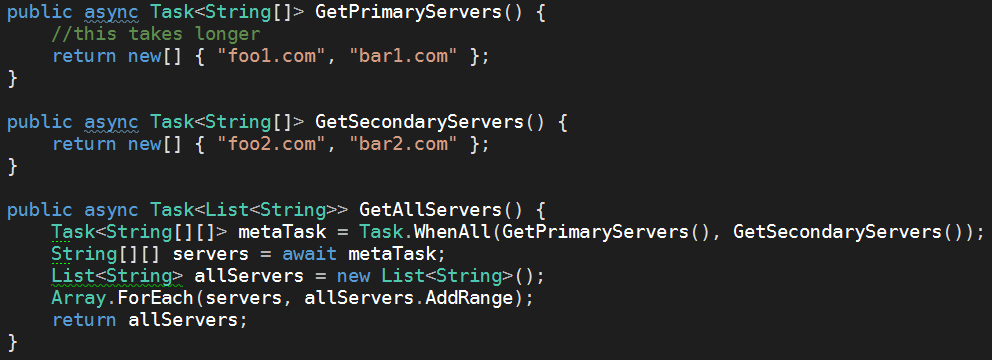 public async Task<String[]> GetPrimaryServers() {
    //this takes longer
    return new[] { "foo1.com", "bar1.com" };
}

public async Task<String[]> GetSecondaryServers() {
    return new[] { "foo2.com", "bar2.com" };
}

public async Task<List<String>> GetAllServers() {
    Task<String[][]> metaTask = Task.WhenAll(GetPrimaryServers(), GetSecondaryServers());
    String[][] servers = await metaTask;
    List<String> allServers = new List<String>();
    Array.ForEach(servers, allServers.AddRange);
    return allServers;
}